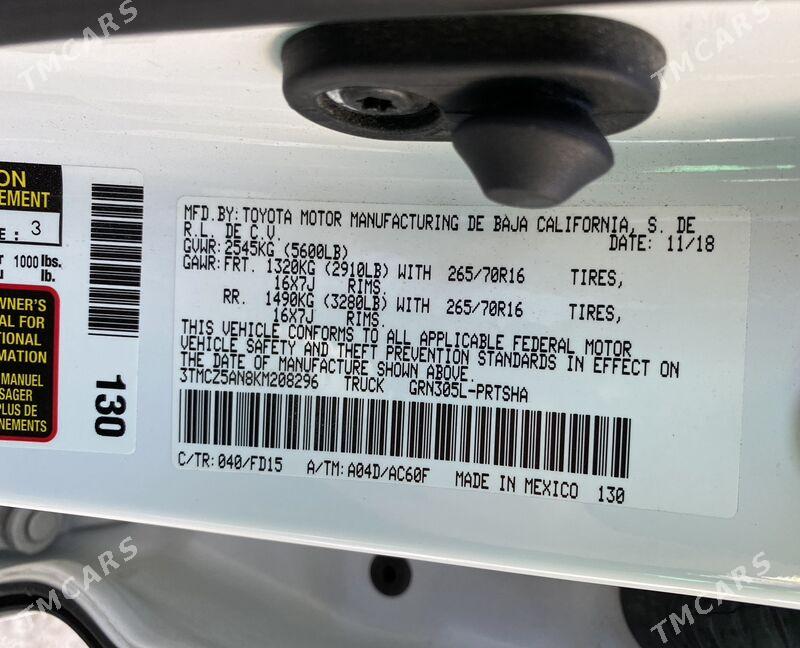 TMCARS
TMCARS
TMCARS
ON
EMENT
E: 3
r 1000 lbs.
u lb.
WNER'S
AL FOR
TIONAL
RMATION
MANUEL
SAGER
PLUS DE
NEMENTS
130
MFD.BY:TOYOTA MOTOR MANUFACTURING DE BAJA CALIFORNIA, S. DE
R.L. DE C.V. DATE: 11/18
GVWR:2545KG (5600LB)
GAWR:FRT. 1320KG (2910LB) WITH 265/70R16 TIRES,
16X7J RIMS.
RR. 1490KG (3280LB) WITH 265/70R16 TIRES,
16X7J RIMS.
THIS VEHICLE CONFORMS TO ALL APPLICABLE FEDERAL MOTOR
VEHICLE SAFETY AND THEFT PREVENTION STANDARDS IN EFFECT ON
THE DATE OF MANUFACTURE SHOWN ABOVE.
3TMCZ5AN8KM208296 TRUCK GRN305L-PRTSHA
C/TR:040/FD15 A/TM:A04D/AC60F MADE IN MEXICO 130
TMCARS
TMCARS
TMCARS